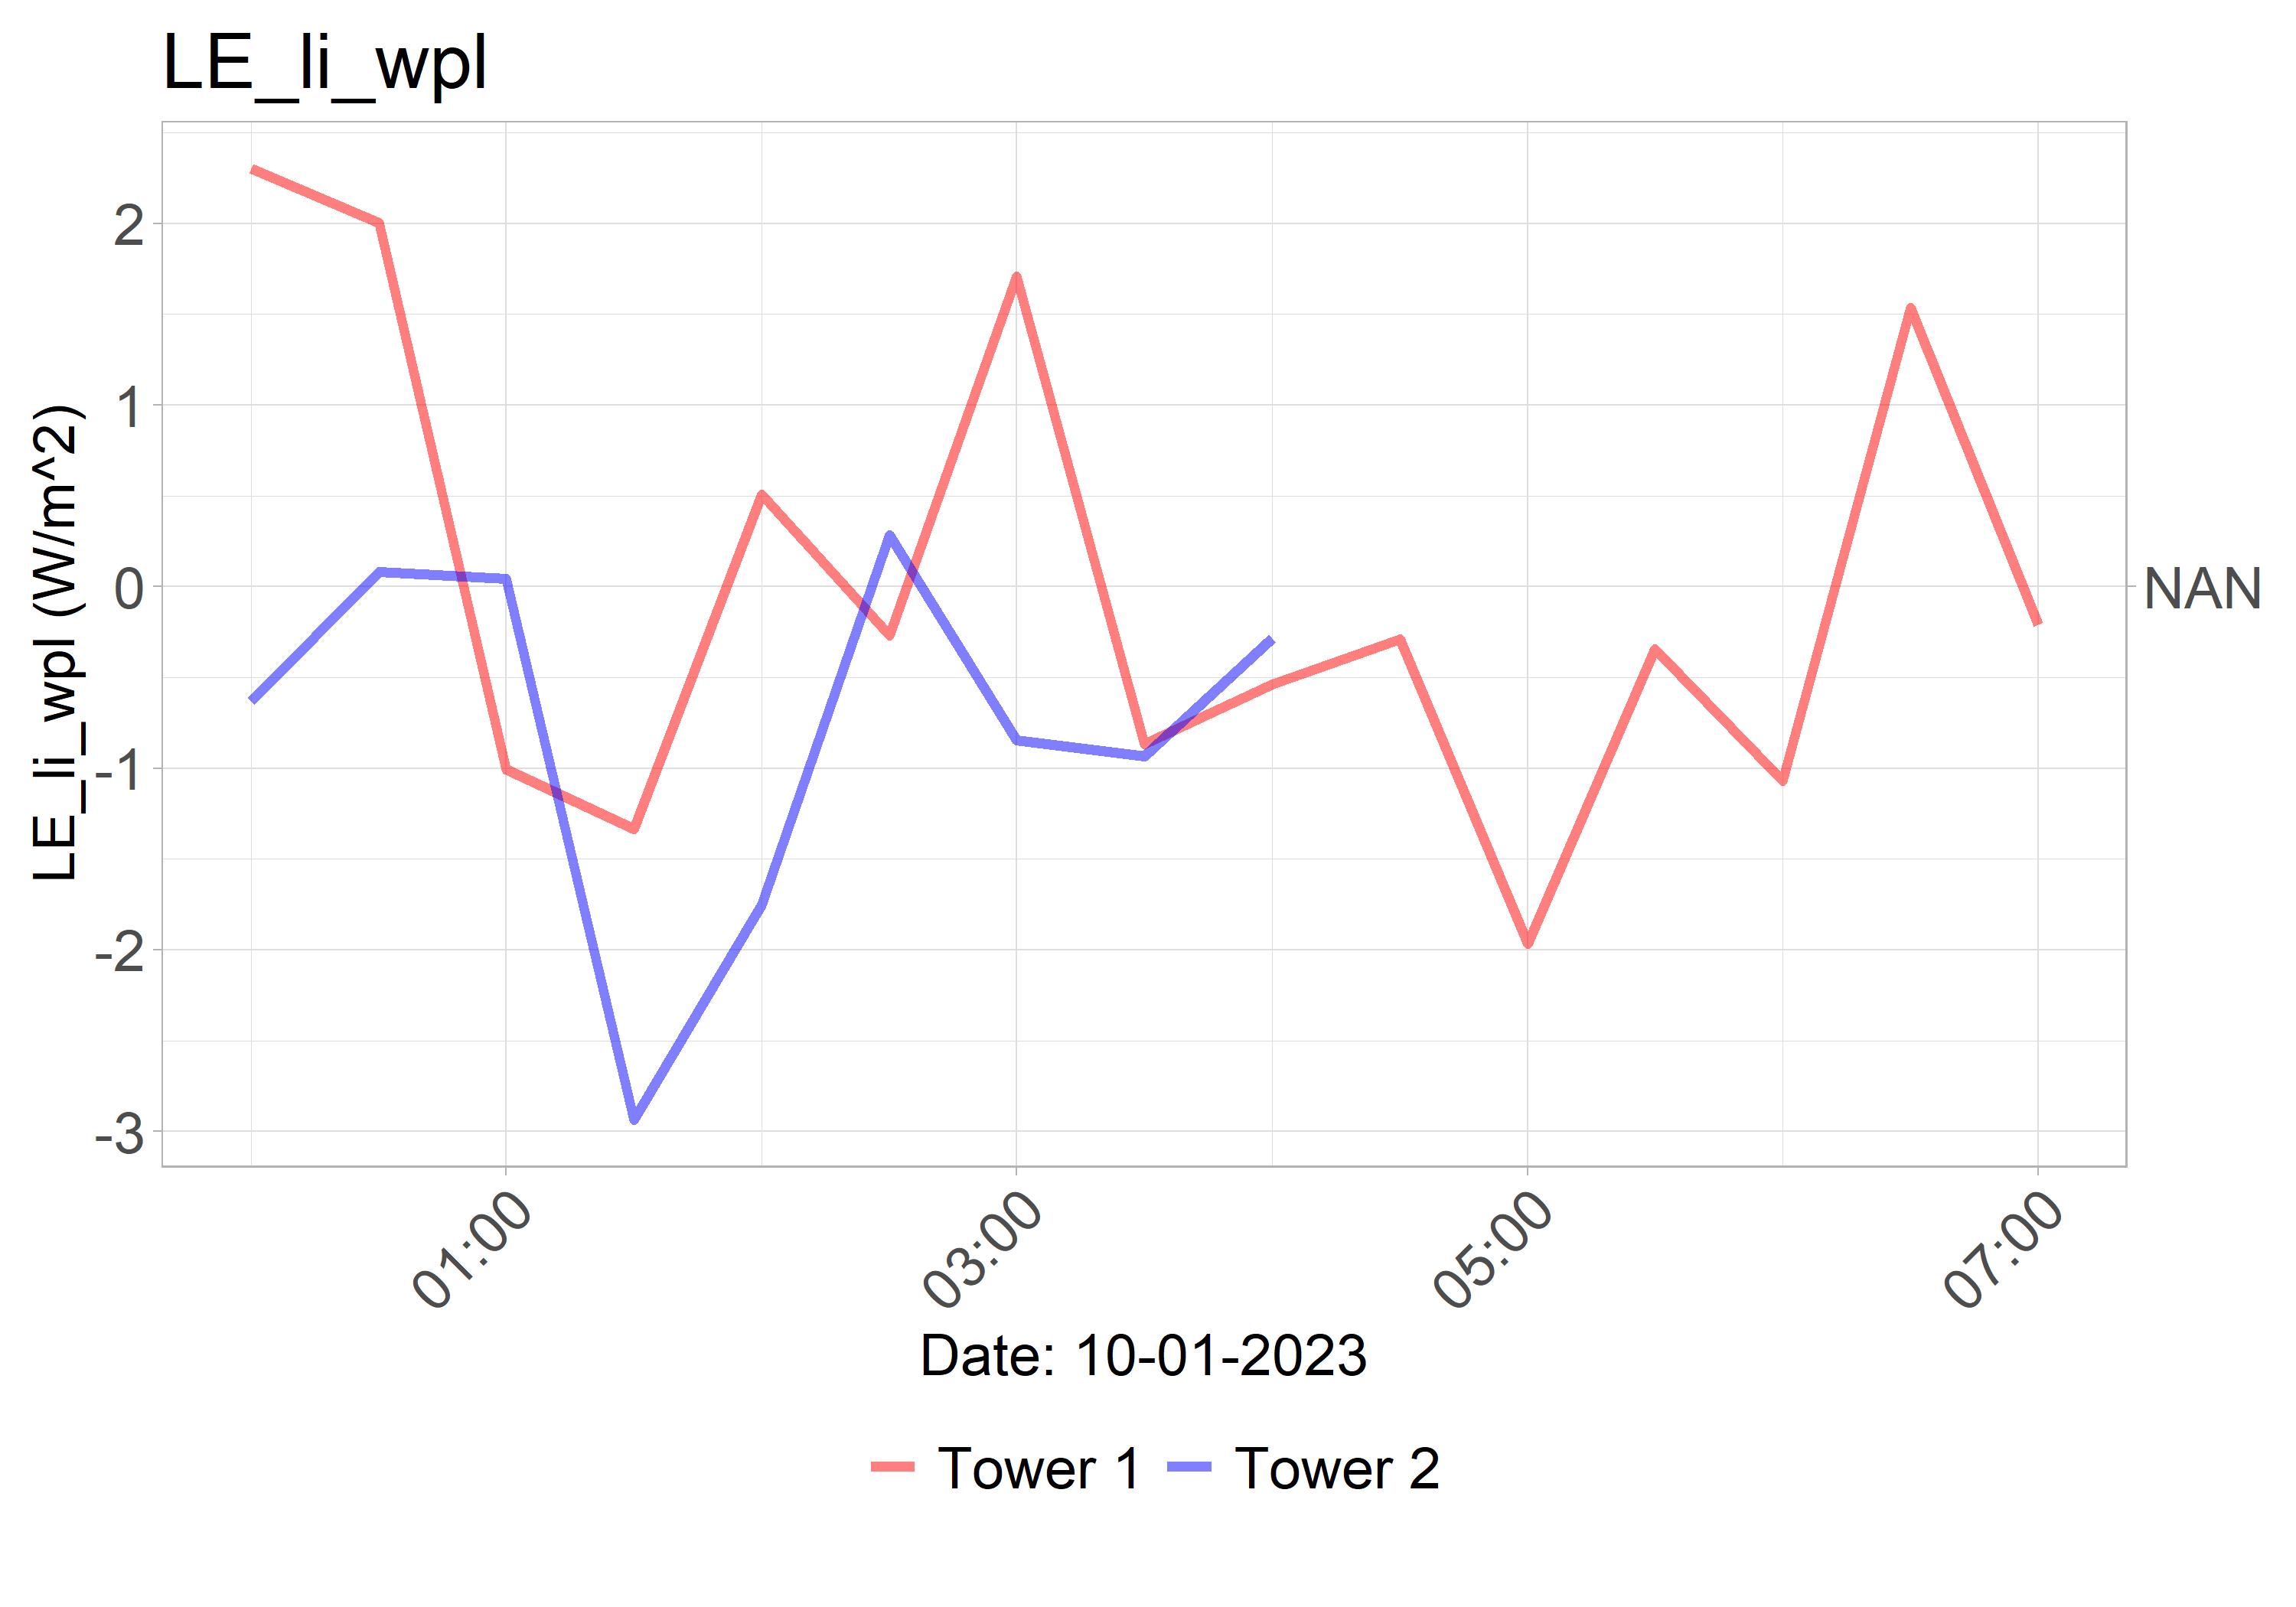 LE_li_wpl
LE_li_wpl (W/m^2)
2
1
0
-1
-2
-3
NAN
01:00
03:00
05:00
07:00
Date: 10-01-2023
Tower 1
Tower 2